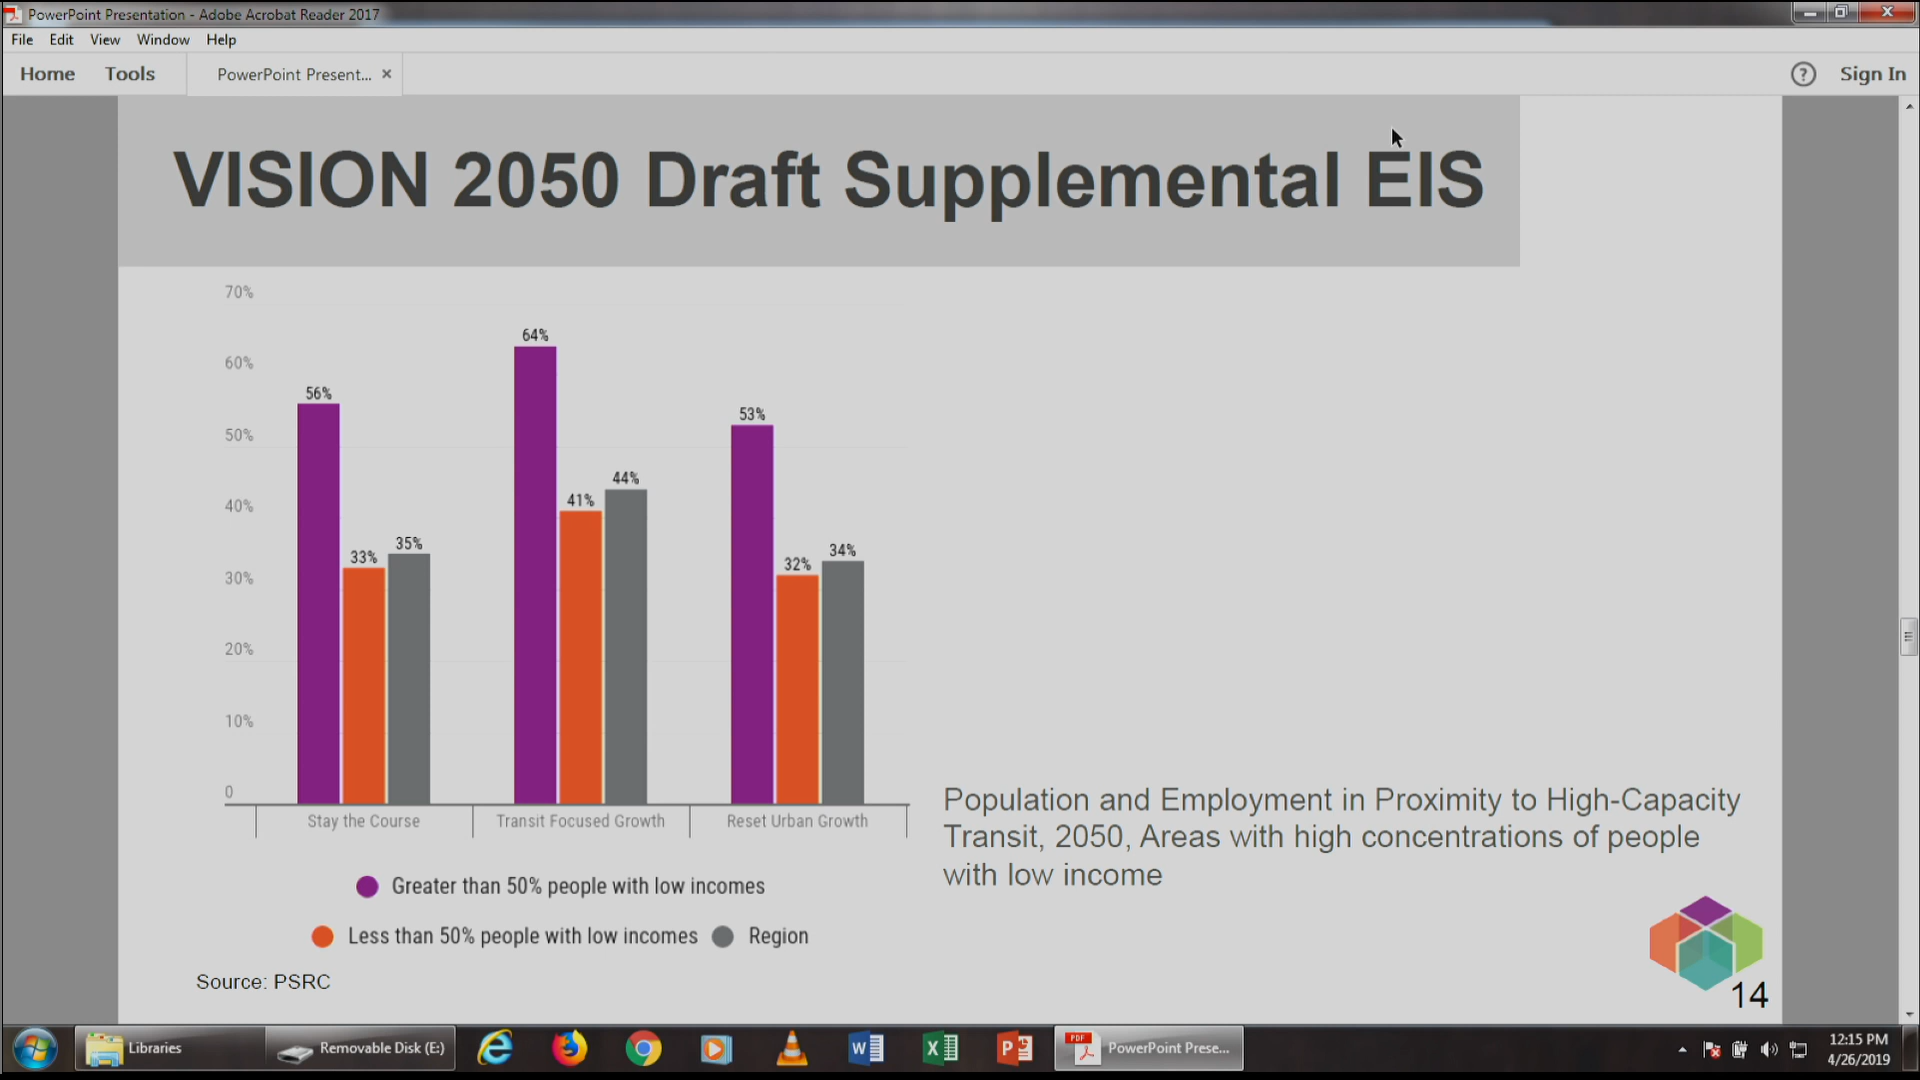 PowerPoint Presentation - Adobe Acrobat Reader 2017
File Edit View Window Help
Home Tools PowerPoint Present... × ? Sign In
VISION 2050 Draft Supplemental EIS
70%
60%
50%
40%
30%
20%
10%
0
56% 33% 35%
64% 41% 44%
53% 32% 34%
Stay the Course Transit Focused Growth Reset Urban Growth
Greater than 50% people with low incomes
Less than 50% people with low incomes Region
Source: PSRC
Population and Employment in Proximity to High-Capacity
Transit, 2050, Areas with high concentrations of people
with low income
14
Libraries Removable Disk (E:) PDF PowerPoint Prese...
12:15 PM
4/26/2019